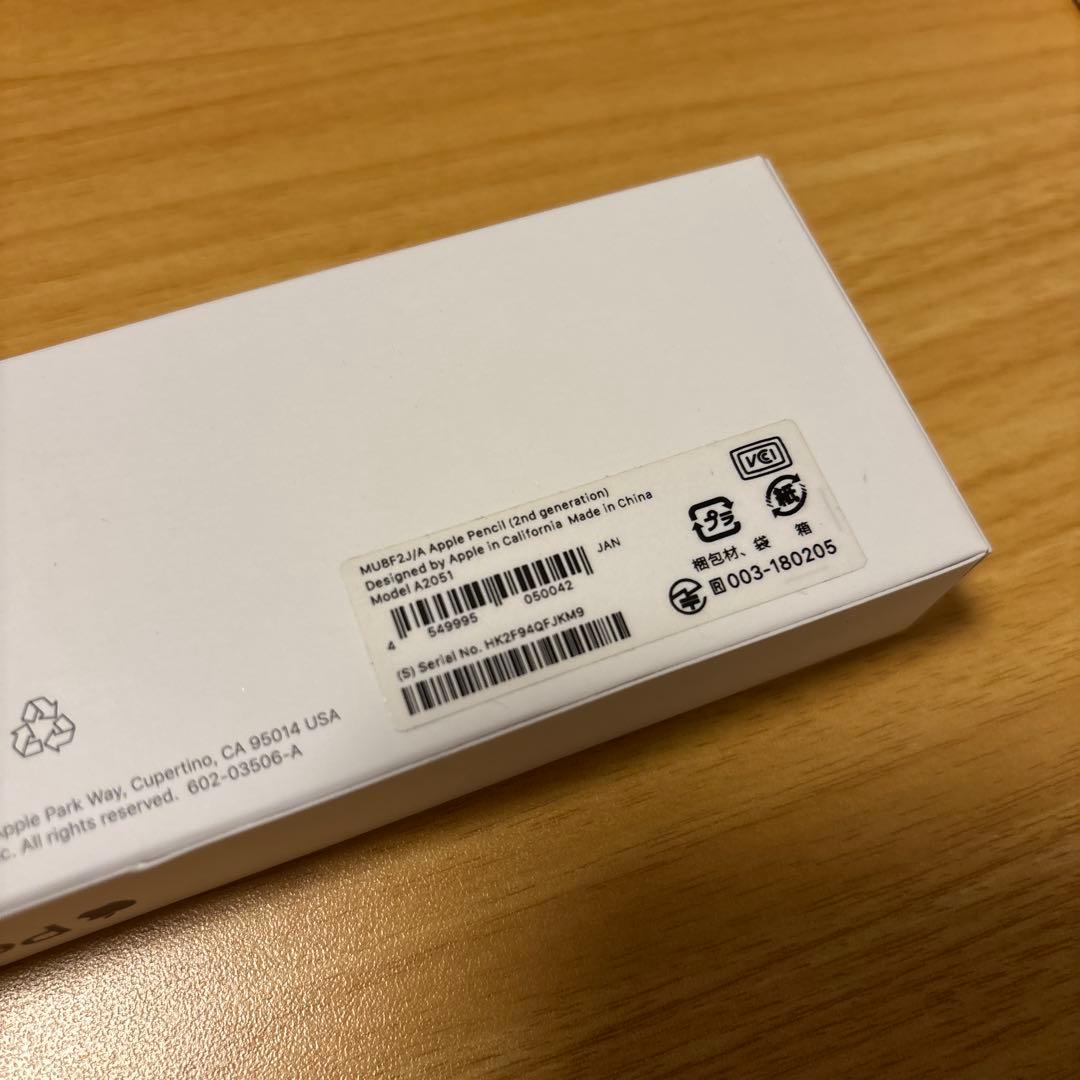 MU8F2J/A Apple Pencil (2nd generation)
Designed by Apple in California Made in China
Model A2051
JAN
4 549995 050042
(S) Serial No. HK2F94QFJKM9
VCI
プラ 紙
梱包材、袋 箱
R 003-180205
Apple Park Way, Cupertino, CA 95014 USA
c. All rights reserved. 602-03506-A